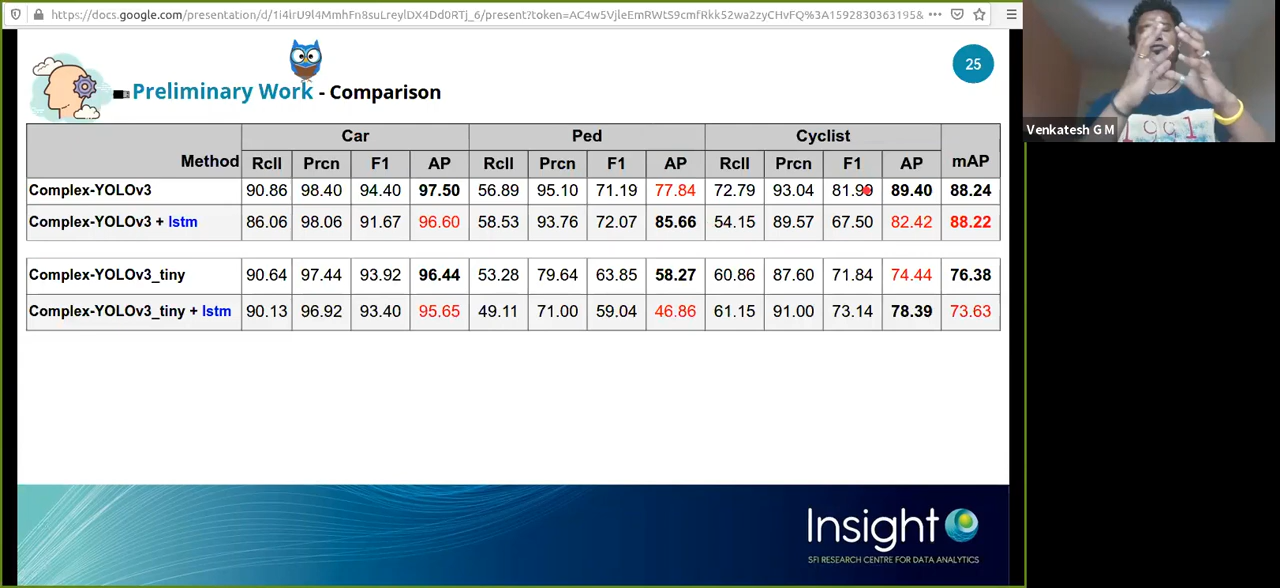 https://docs.google.com/presentation/d/1i4lrU9l4MmhFn8suLreylDX4Dd0RTj_6/present?token=AC4w5VjleEmRWtS9cmfRkk52wa2zyCHvFQ%3A1592830363195&
25
Preliminary Work - Comparison
Car Ped Cyclist
Method Rcll Prcn F1 AP Rcll Prcn F1 AP Rcll Prcn F1 AP mAP
Complex-YOLOv3 90.86 98.40 94.40 97.50 56.89 95.10 71.19 77.84 72.79 93.04 89.40 88.24
Complex-YOLOv3 + lstm 86.06 98.06 91.67 96.60 58.53 93.76 72.07 85.66 54.15 89.57 67.50 82.42 88.22
Complex-YOLOv3_tiny 90.64 97.44 93.92 96.44 53.28 79.64 63.85 58.27 60.86 87.60 71.84 74.44 76.38
Complex-YOLOv3_tiny + lstm 90.13 96.92 93.40 95.65 49.11 71.00 59.04 46.86 61.15 91.00 73.14 78.39 73.63
Venkatesh G M
1991
Insight
SFI RESEARCH CENTRE FOR DATA ANALYTICS